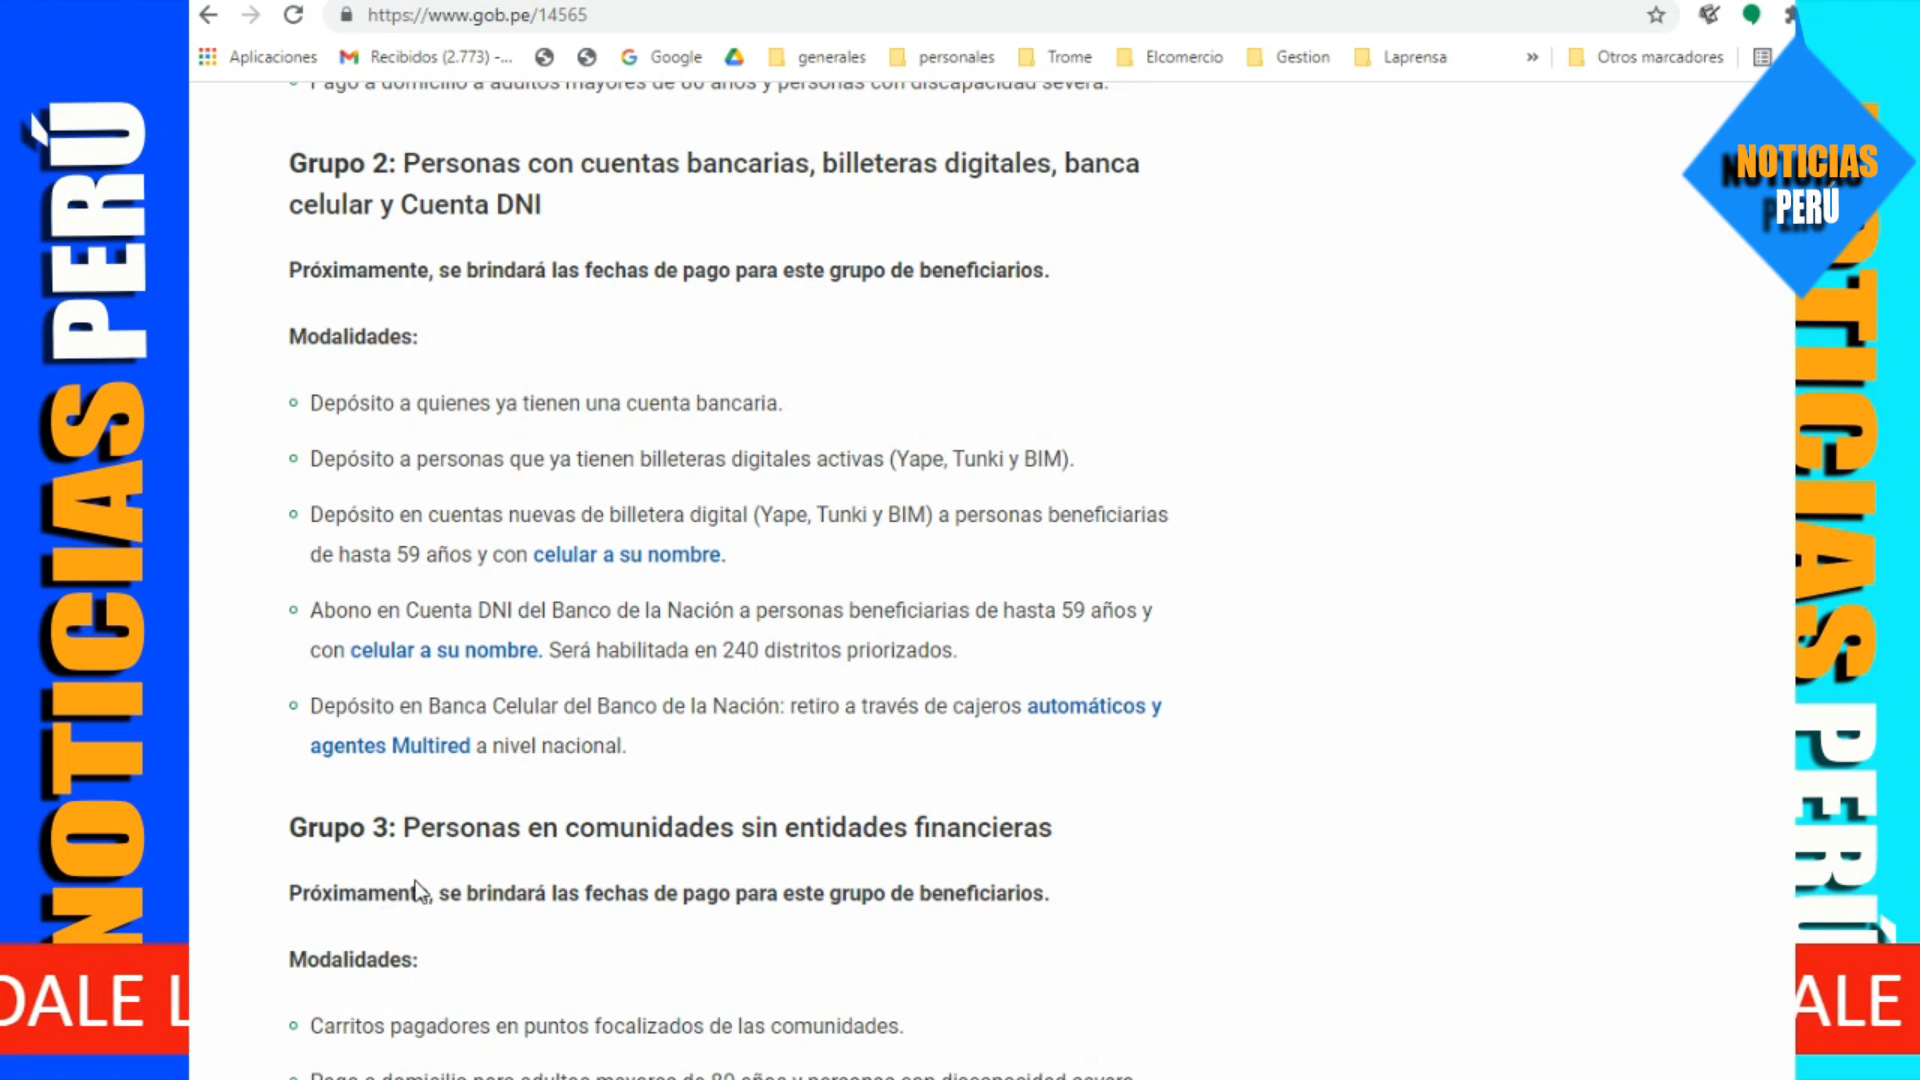 https://www.gob.pe/14565
Aplicaciones
Recibidos (2.773) -...
Google
generales
personales
Trome
Elcomercio
Gestion
Laprensa
»
Otros marcadores
Pago a domicilio a adultos mayores de 80 años y personas con discapacidad severa.
Grupo 2: Personas con cuentas bancarias, billeteras digitales, banca
celular y Cuenta DNI
Próximamente, se brindará las fechas de pago para este grupo de beneficiarios.
Modalidades:
Depósito a quienes ya tienen una cuenta bancaria.
Depósito a personas que ya tienen billeteras digitales activas (Yape, Tunki y BIM).
Depósito en cuentas nuevas de billetera digital (Yape, Tunki y BIM) a personas beneficiarias
de hasta 59 años y con celular a su nombre.
Abono en Cuenta DNI del Banco de la Nación a personas beneficiarias de hasta 59 años y
con celular a su nombre. Será habilitada en 240 distritos priorizados.
Depósito en Banca Celular del Banco de la Nación: retiro a través de cajeros automáticos y
agentes Multired a nivel nacional.
Grupo 3: Personas en comunidades sin entidades financieras
Próximamente, se brindará las fechas de pago para este grupo de beneficiarios.
Modalidades:
Carritos pagadores en puntos focalizados de las comunidades.
Pago a domicilio para adultos mayores de 80 años y personas con discapacidad severa.
NOTICIAS PERÚ
NOTICIAS
PERÚ
NOTICIAS PERÚ
DALE L
ALE